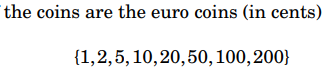 the coins are the euro coins (in cents)
{1,2,5,10,20,50,100,200}